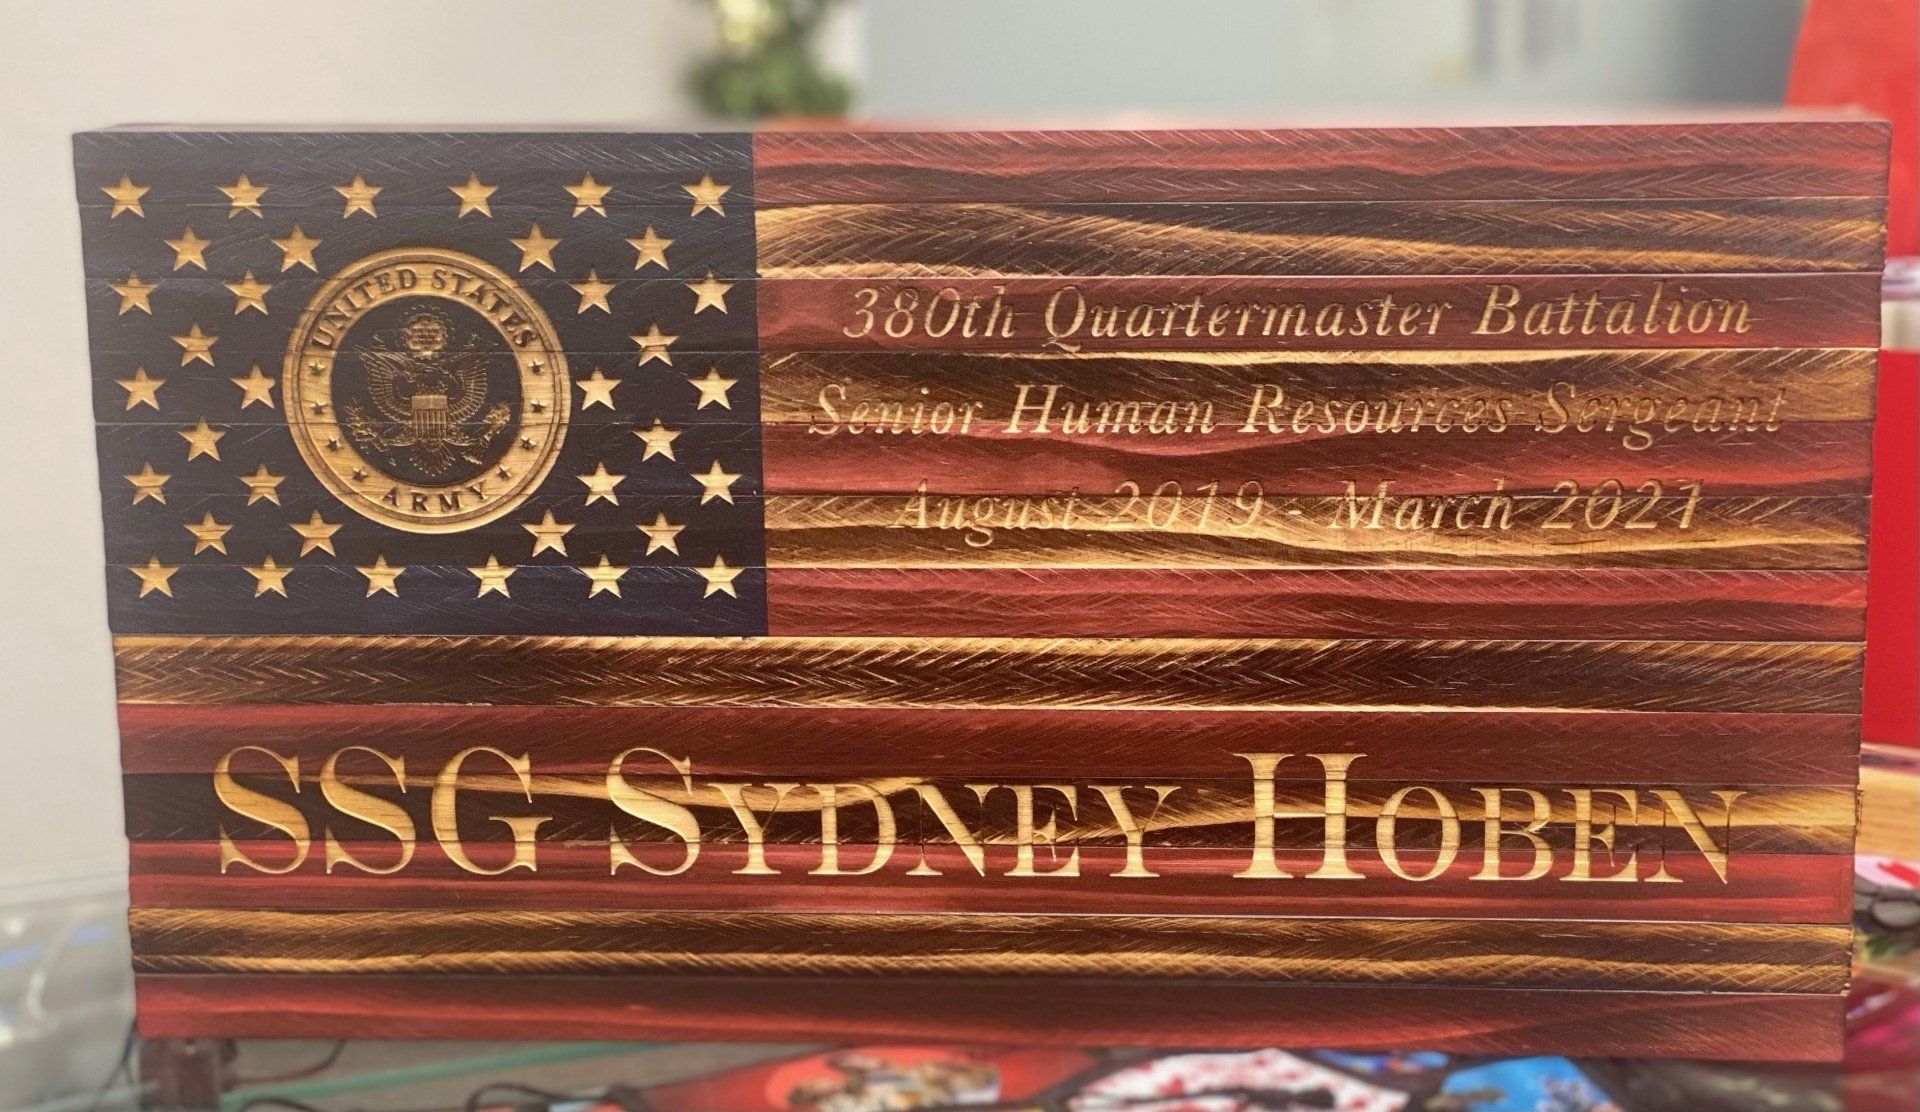 UNITED STATES
ARMY
380th Quartermaster Battalion
Senior Human Resources Sergeant
August 2019 - March 2021
SSG SYDNEY HOBEN